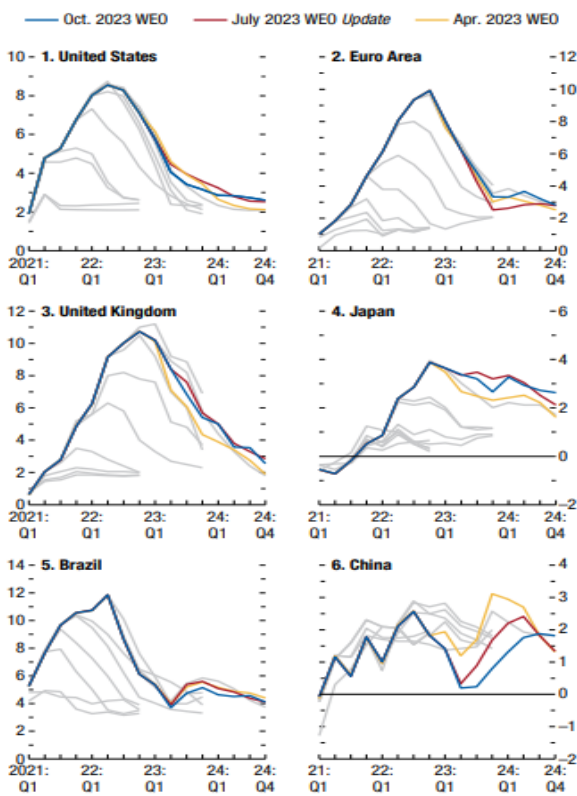 Oct. 2023 WEO July 2023 WEO Update Apr. 2023 WEO
1. United States
10
8
6
4
2
0
2021: 22: 23: 24: 24:
Q1 Q1 Q1 Q1 Q4
2. Euro Area
12
10
8
6
4
2
0
21: 22: 23: 24: 24:
Q1 Q1 Q1 Q1 Q4
3. United Kingdom
12
10
8
6
4
2
0
2021: 22: 23: 24: 24:
Q1 Q1 Q1 Q1 Q4
4. Japan
6
4
2
0
–2
21: 22: 23: 24: 24:
Q1 Q1 Q1 Q1 Q4
5. Brazil
14
12
10
8
6
4
2
0
2021: 22: 23: 24: 24:
Q1 Q1 Q1 Q1 Q4
6. China
4
3
2
1
0
–1
–2
21: 22: 23: 24: 24:
Q1 Q1 Q1 Q1 Q4